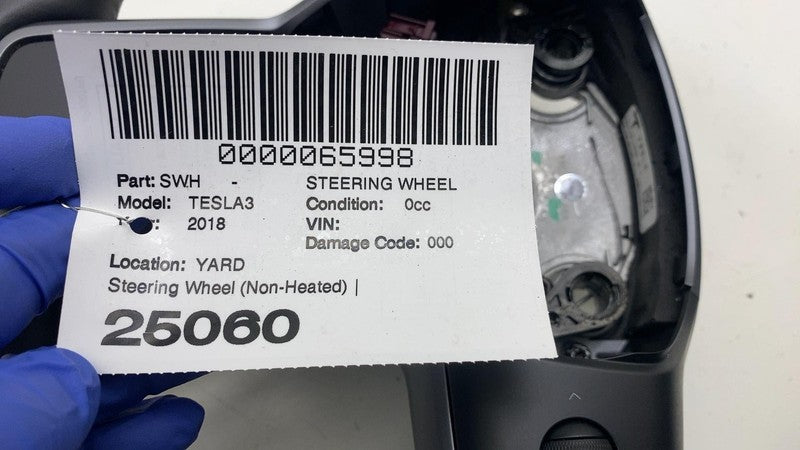 0000065998
Part: SWH - STEERING WHEEL
Model: TESLA3 Condition: 0cc
2018 VIN:
Damage Code: 000
Location: YARD
Steering Wheel (Non-Heated) |
25060